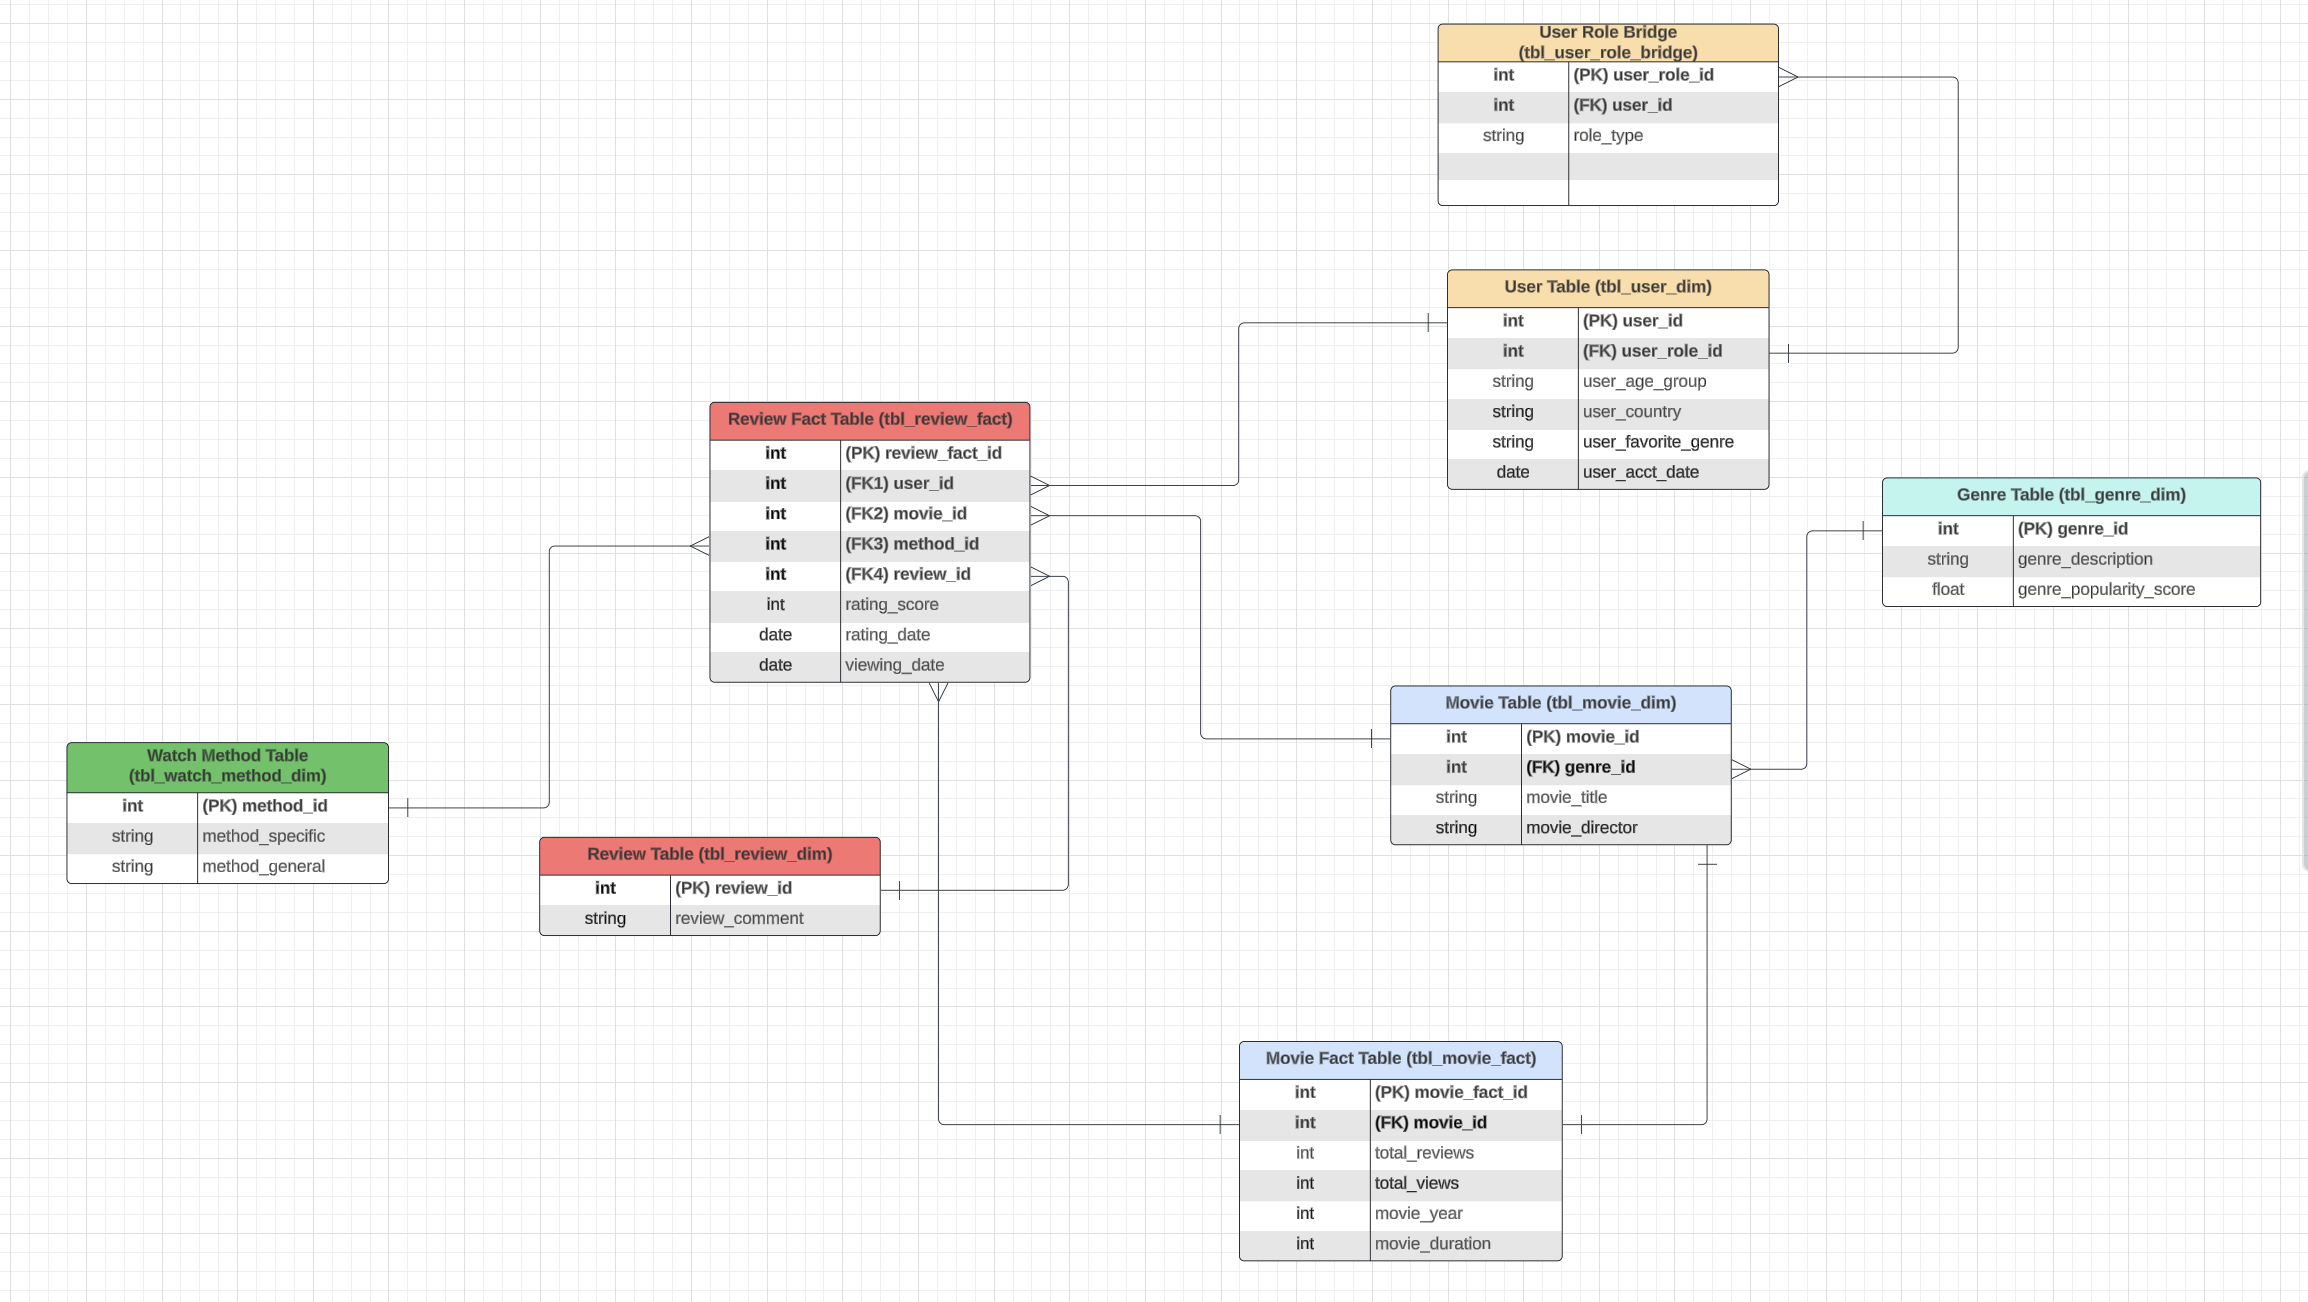 User Role Bridge
(tbl_user_role_bridge)
int (PK) user_role_id
int (FK) user_id
string role_type
User Table (tbl_user_dim)
int (PK) user_id
int (FK) user_role_id
string user_age_group
string user_country
string user_favorite_genre
date user_acct_date
Review Fact Table (tbl_review_fact)
int (PK) review_fact_id
int (FK1) user_id
int (FK2) movie_id
int (FK3) method_id
int (FK4) review_id
int rating_score
date rating_date
date viewing_date
Genre Table (tbl_genre_dim)
int (PK) genre_id
string genre_description
float genre_popularity_score
Movie Table (tbl_movie_dim)
int (PK) movie_id
int (FK) genre_id
string movie_title
string movie_director
Watch Method Table
(tbl_watch_method_dim)
int (PK) method_id
string method_specific
string method_general
Review Table (tbl_review_dim)
int (PK) review_id
string review_comment
Movie Fact Table (tbl_movie_fact)
int (PK) movie_fact_id
int (FK) movie_id
int total_reviews
int total_views
int movie_year
int movie_duration